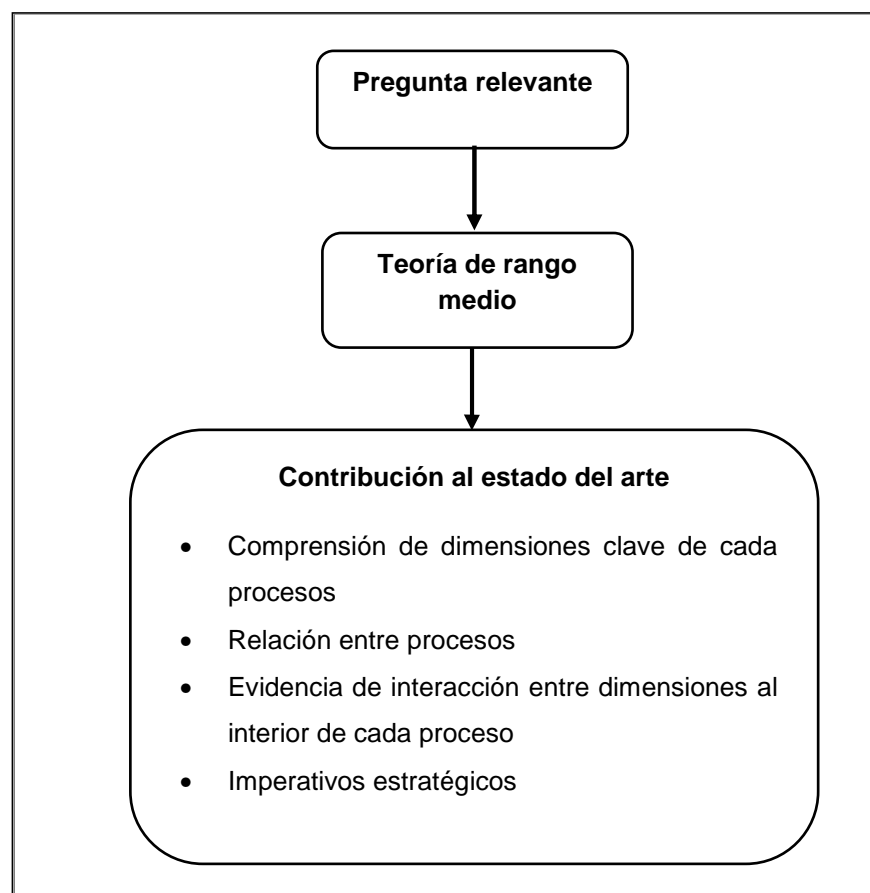 Pregunta relevante
Teoría de rango
medio
Contribución al estado del arte
• Comprensión de dimensiones clave de cada
procesos
• Relación entre procesos
• Evidencia de interacción entre dimensiones al
interior de cada proceso
• Imperativos estratégicos